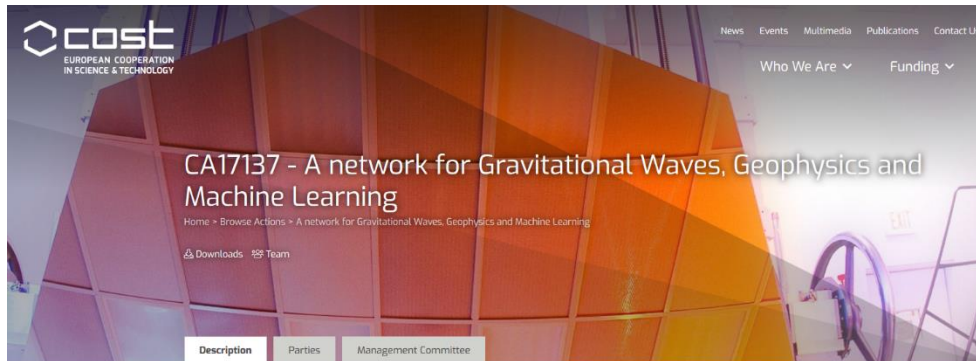 cost
EUROPEAN COOPERATION
IN SCIENCE & TECHNOLOGY
News Events Multimedia Publications Contact U
Who We Are Funding
CA17137 - A network for Gravitational Waves, Geophysics and
Machine Learning
Home > Browse Actions > A network for Gravitational Waves, Geophysics and Machine Learning
Downloads Team
EXIT
Description Parties Management Committee